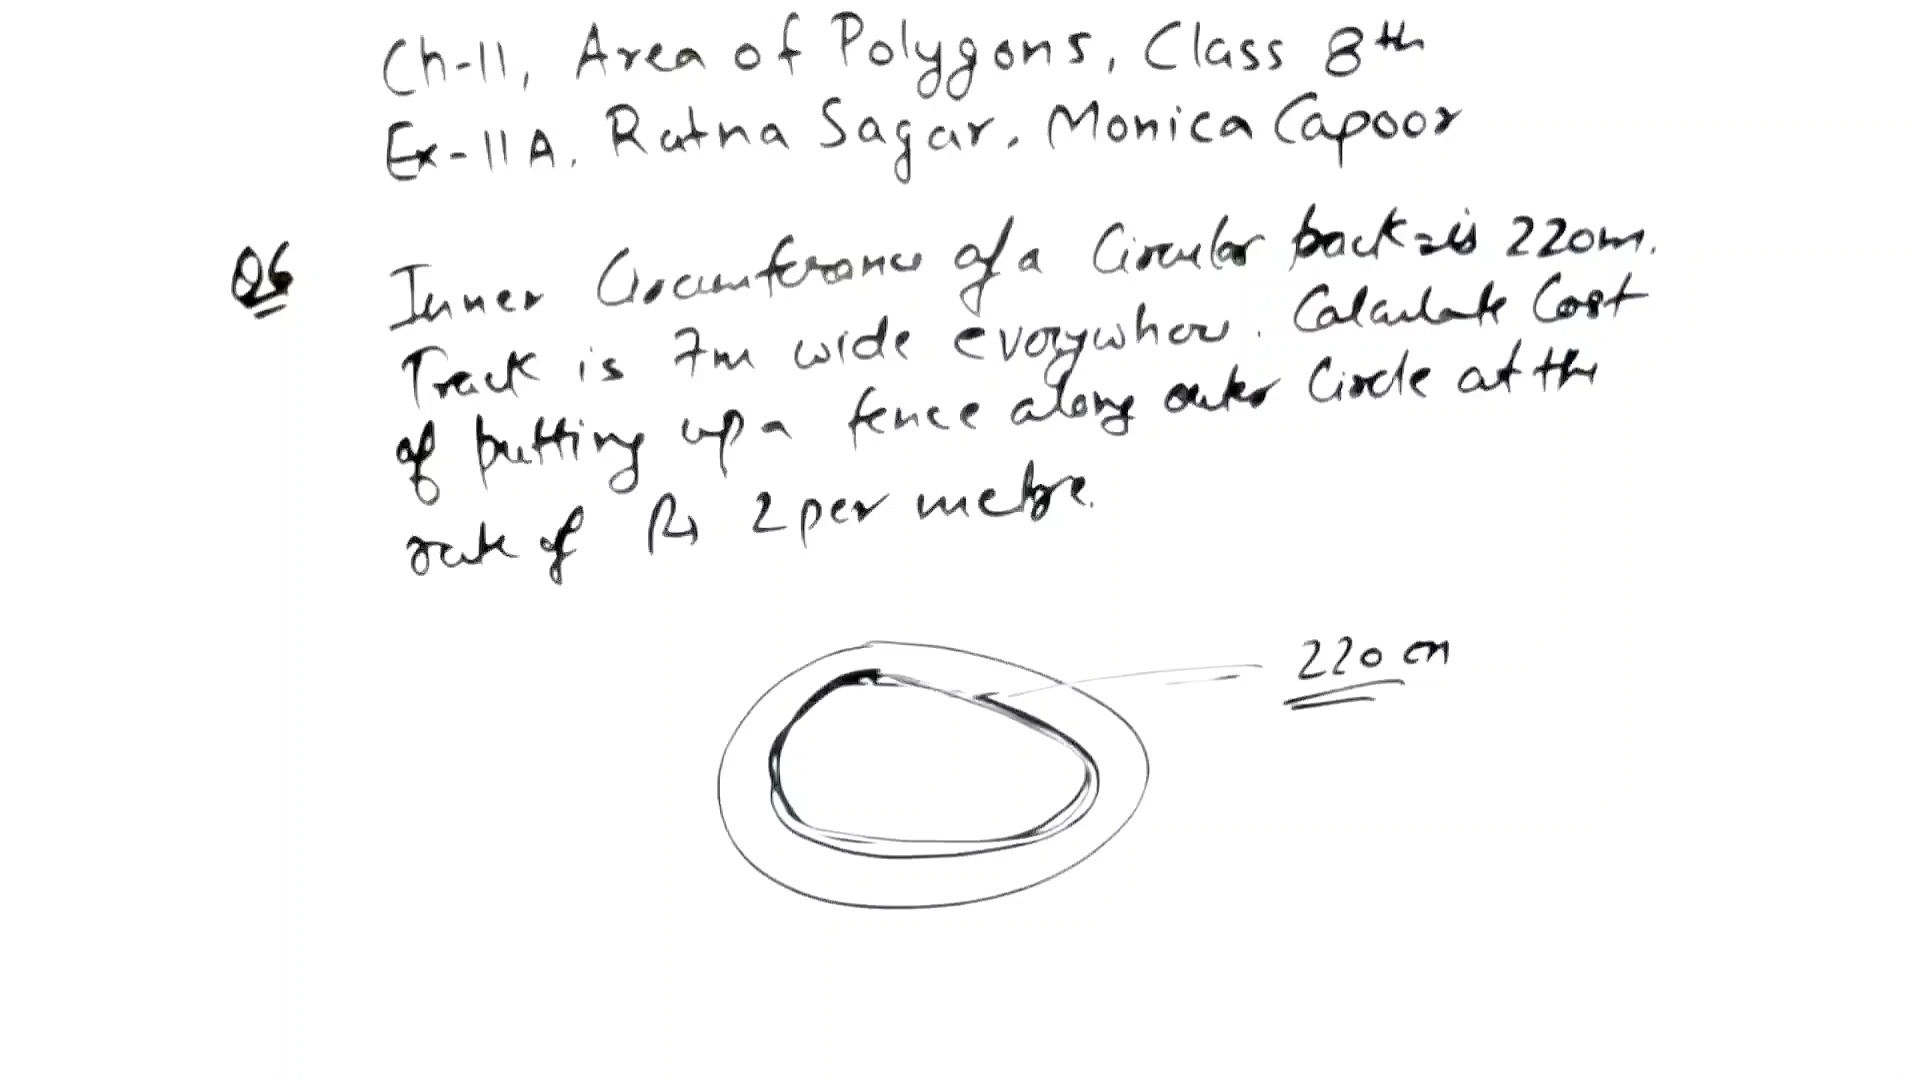 Ch-11, Area of Polygons, Class 8th
Ex-11A. Ratna Sagar. Monica Capoor
Q6 Inner Circumference of a Circular track is 220m.
Track is 7m wide everywhere. Calculate Cost
of putting up a fence along outer Circle at the
rate of Rs 2 per metre.
220 cm